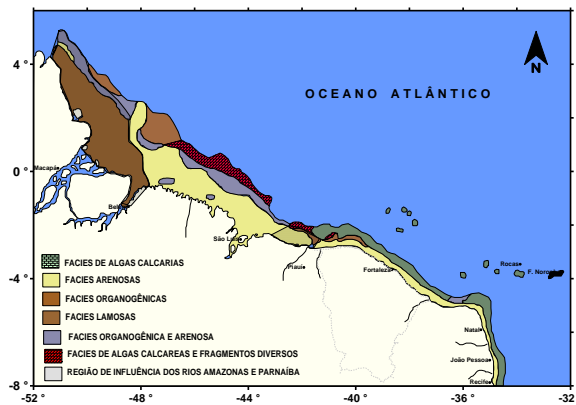 4 °
0 °
-4 °
-8 °
-52
-48
-44
-40
-36
-32
OCEANO ATLÂNTICO
N
Macapá
Belém
São Luis
Piauí
Fortaleza
Rocas
F. Noronha
Natal
João Pessoa
Recife
FACIES DE ALGAS CALCARIAS
FACIES ARENOSAS
FACIES ORGANOGÊNICAS
FACIES LAMOSAS
FACIES ORGANOGÊNICA E ARENOSA
FACIES DE ALGAS CALCAREAS E FRAGMENTOS DIVERSOS
REGIÃO DE INFLUÊNCIA DOS RIOS AMAZONAS E PARNAÍBA